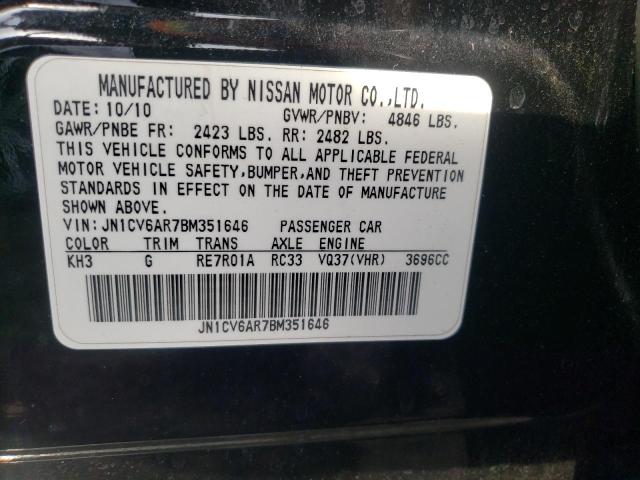 MANUFACTURED BY NISSAN MOTOR CO.,LTD.
DATE: 10/10 GVWR/PNBV: 4846 LBS.
GAWR/PNBE FR: 2423 LBS. RR: 2482 LBS.
THIS VEHICLE CONFORMS TO ALL APPLICABLE FEDERAL
MOTOR VEHICLE SAFETY,BUMPER,AND THEFT PREVENTION
STANDARDS IN EFFECT ON THE DATE OF MANUFACTURE
SHOWN ABOVE.
VIN: JN1CV6AR7BM351646 PASSENGER CAR
COLOR TRIM TRANS AXLE ENGINE
KH3 G RE7R01A RC33 VQ37(VHR) 3696CC
JN1CV6AR7BM351646